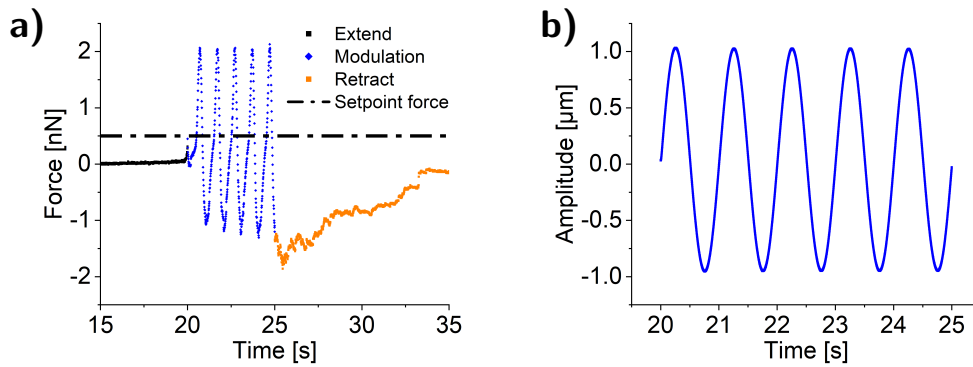 a)
Force [nN]
2
1
0
-1
-2
Extend
Modulation
Retract
Setpoint force
15 20 25 30 35
Time [s]
b)
Amplitude [μm]
1.0
0.5
0.0
-0.5
-1.0
20 21 22 23 24 25
Time [s]